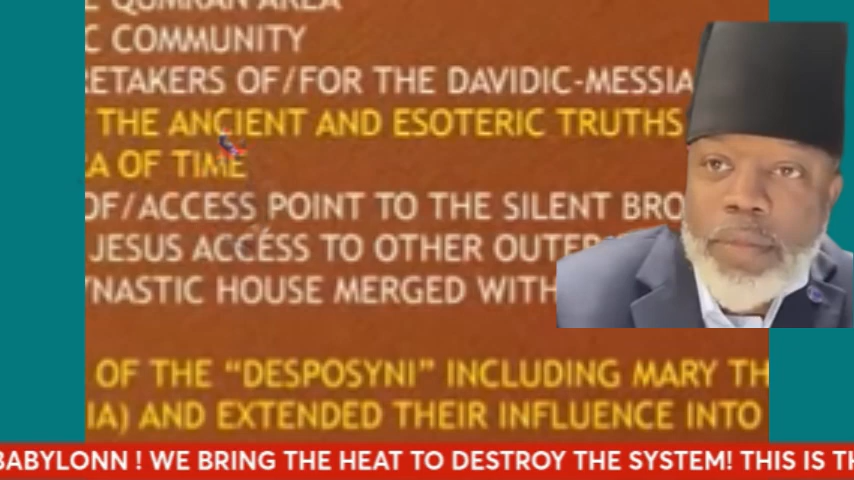 QUMRAN AREA
C COMMUNITY
RETAKERS OF/FOR THE DAVIDIC-MESSIA
THE ANCIENT AND ESOTERIC TRUTHS
RA OF TIME
OF/ACCESS POINT TO THE SILENT BRO
JESUS ACCESS TO OTHER OUTER
YNASTIC HOUSE MERGED WITH
OF THE “DESPOSYNI” INCLUDING MARY TH
IA) AND EXTENDED THEIR INFLUENCE INTO
BABYLONN ! WE BRING THE HEAT TO DESTROY THE SYSTEM! THIS IS TH